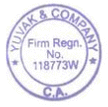 YUVAK & COMPANY
Firm Regn.
No.
118773W
C.A.